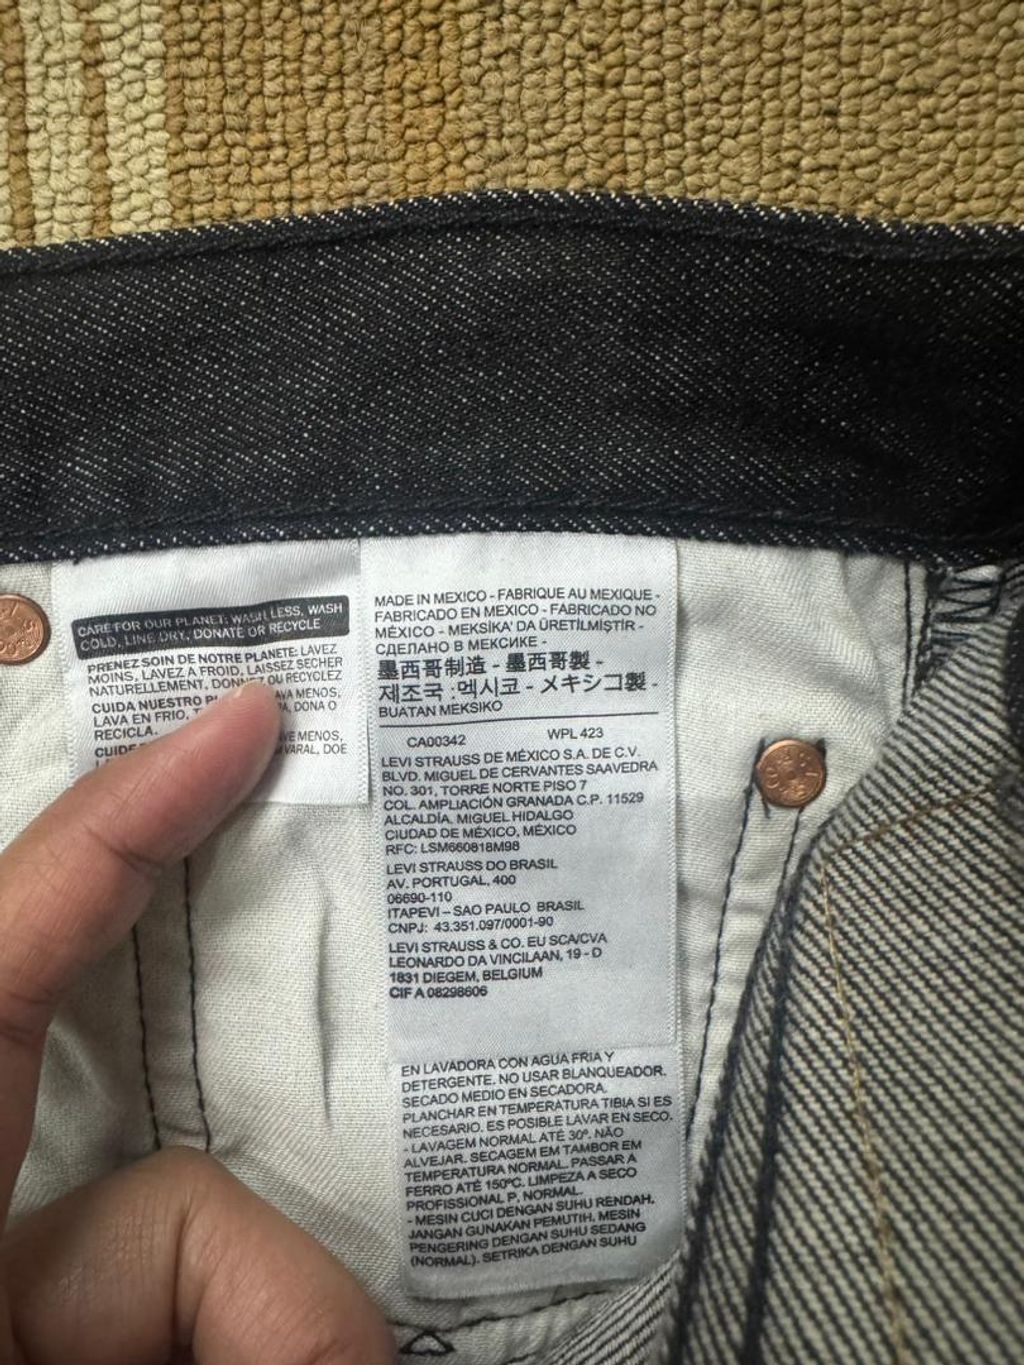 CARE FOR OUR PLANET: WASH LESS, WASH
COLD, LINE DRY, DONATE OR RECYCLE
PRENEZ SOIN DE NOTRE PLANETE: LAVEZ
MOINS, LAVEZ A FROID, LAISSEZ SECHER
NATURELLEMENT, DONNEZ OU RECYCLEZ
CUIDA NUESTRO AVA MENOS,
LAVA EN FRIO, DONA O
RECICLA.
CUIDE AVE MENOS,
VARAL, DOE
MADE IN MEXICO - FABRIQUE AU MEXIQUE -
FABRICADO EN MEXICO - FABRICADO NO
MÉXICO - MEKSİKA' DA ÜRETİLMİŞTİR -
СДЕЛАНО В МЕКСИКЕ -
墨西哥制造 - 墨西哥製 -
제조국 :멕시코 - メキシコ製 -
BUATAN MEKSIKO
CA00342 WPL 423
LEVI STRAUSS DE MÉXICO S.A. DE C.V.
BLVD. MIGUEL DE CERVANTES SAAVEDRA
NO. 301, TORRE NORTE PISO 7
COL. AMPLIACIÓN GRANADA C.P. 11529
ALCALDÍA. MIGUEL HIDALGO
CIUDAD DE MÉXICO, MÉXICO
RFC: LSM660818M98
LEVI STRAUSS DO BRASIL
AV. PORTUGAL, 400
06690-110
ITAPEVI – SAO PAULO BRASIL
CNPJ: 43.351.097/0001-90
LEVI STRAUSS & CO. EU SCA/CVA
LEONARDO DA VINCILAAN, 19 - D
1831 DIEGEM, BELGIUM
CIF A 08298606
EN LAVADORA CON AGUA FRIA Y
DETERGENTE. NO USAR BLANQUEADOR.
SECADO MEDIO EN SECADORA.
PLANCHAR EN TEMPERATURA TIBIA SI ES
NECESARIO. ES POSIBLE LAVAR EN SECO.
- LAVAGEM NORMAL ATÉ 30º. NÃO
ALVEJAR. SECAGEM EM TAMBOR EM
TEMPERATURA NORMAL. PASSAR A
FERRO ATÉ 150ºC. LIMPEZA A SECO
PROFISSIONAL P, NORMAL.
- MESIN CUCI DENGAN SUHU RENDAH.
JANGAN GUNAKAN PEMUTIH. MESIN
PENGERING DENGAN SUHU SEDANG
(NORMAL). SETRIKA DENGAN SUHU